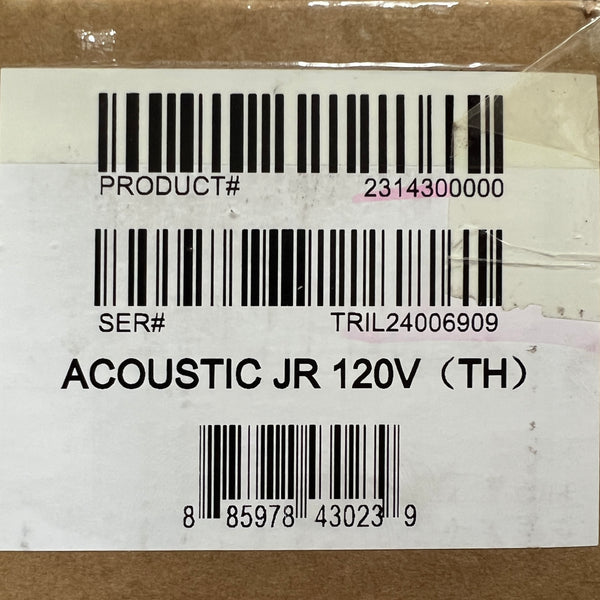 PRODUCT# 2314300000
SER# TRIL24006909
ACOUSTIC JR 120V（TH）
8 85978 43023 9